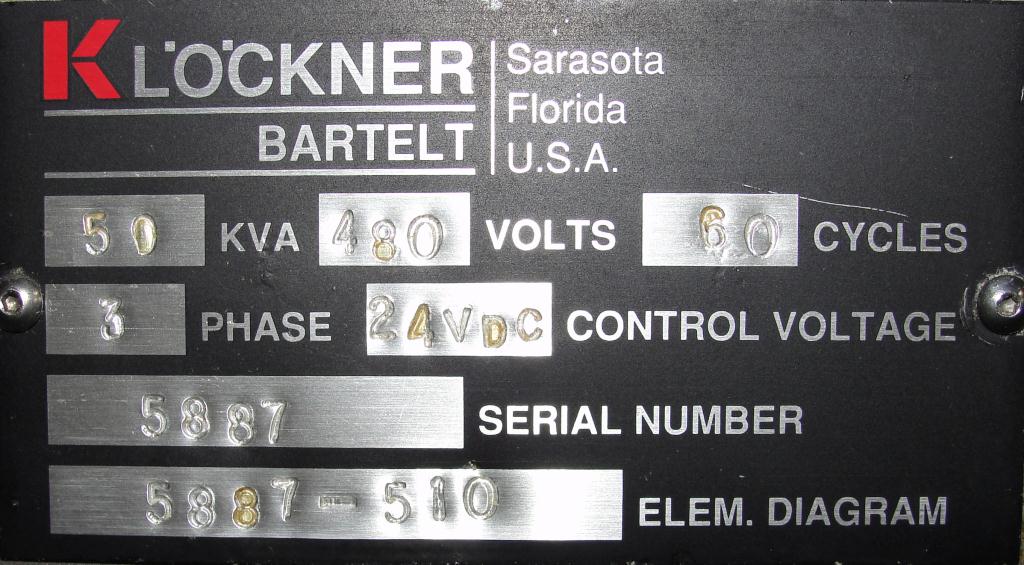 KLÖCKNER
BARTELT
Sarasota
Florida
U.S.A.
50 KVA 480 VOLTS 60 CYCLES
3 PHASE 24VDC CONTROL VOLTAGE
5887 SERIAL NUMBER
5887-510 ELEM. DIAGRAM